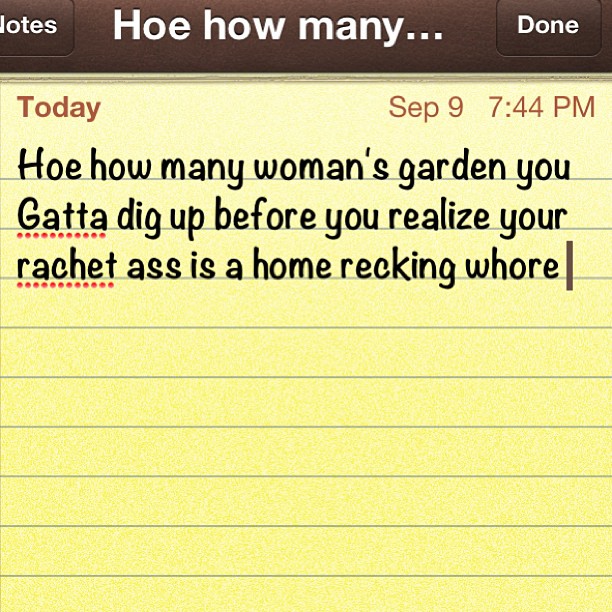 Notes Hoe how many... Done
Today Sep 9 7:44 PM
Hoe how many woman's garden you
Gatta dig up before you realize your
rachet ass is a home recking whore